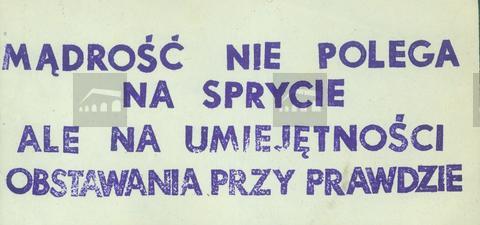 MĄDROŚĆ NIE POLEGA
NA SPRYCIE
ALE NA UMIEJĘTNOŚCI
OBSTAWANIA PRZY PRAWDZIE